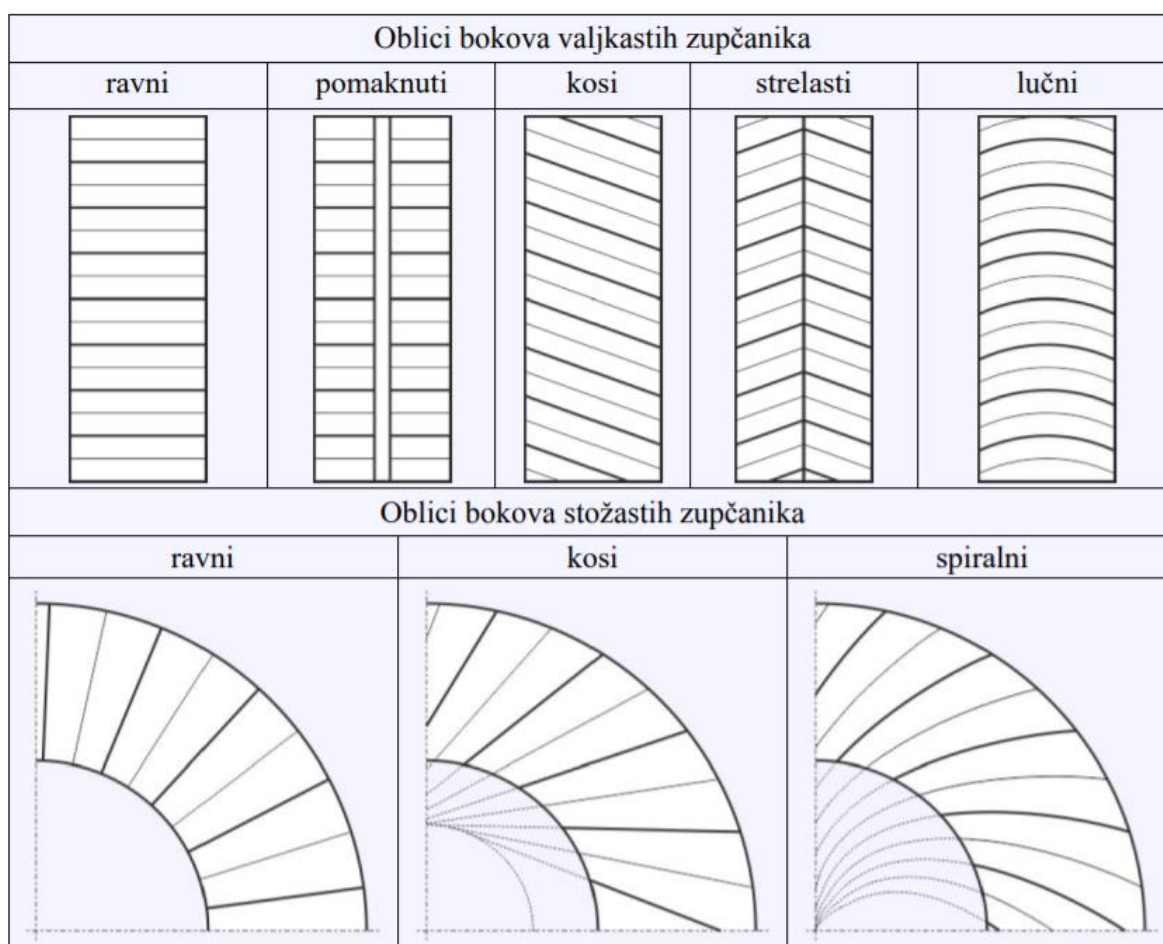 Oblici bokova valjkastih zupčanika
ravni pomaknuti kosi strelasti lučni
Oblici bokova stožastih zupčanika
ravni kosi spiralni